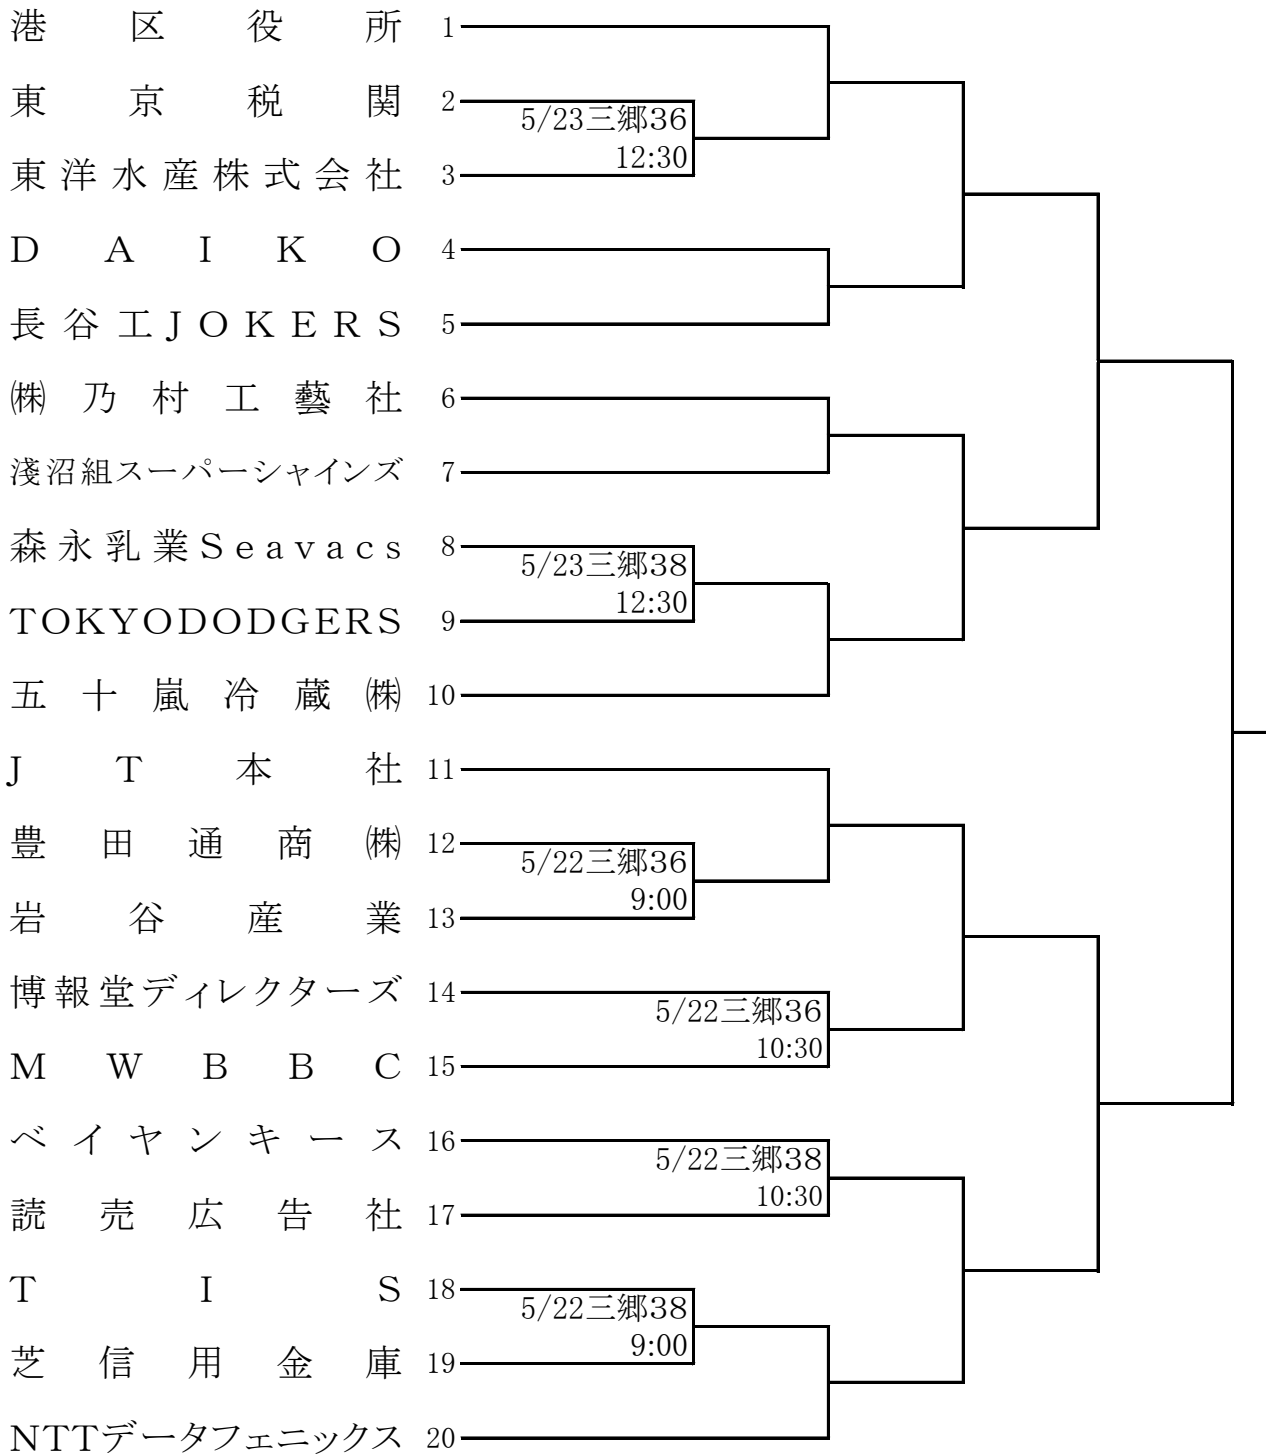 港区役所 1
東京税関 2
5/23三郷36
12:30
東洋水産株式会社 3
DAIKO 4
長谷工JOKERS 5
㈱乃村工藝社 6
淺沼組スーパーシャインズ 7
森永乳業Seavacs 8
5/23三郷38
12:30
TOKYODODGERS 9
五十嵐冷蔵㈱ 10
JT本社 11
豊田通商㈱ 12
5/22三郷36
9:00
岩谷産業 13
博報堂ディレクターズ 14
5/22三郷36
10:30
MWBBC 15
ベイヤンキース 16
5/22三郷38
10:30
読売広告社 17
TIS 18
5/22三郷38
9:00
芝信用金庫 19
NTTデータフェニックス 20